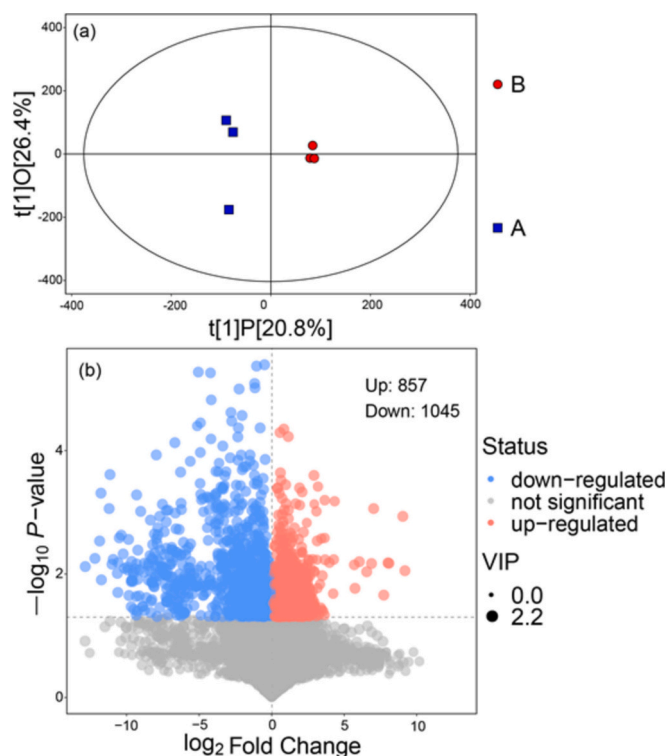 (a)
400
200
0
-200
-400
t[1]O[26.4%]
-400
-200
0
200
400
t[1]P[20.8%]
B
A
(b)
Up: 857
Down: 1045
4
2
0
—log10 P-value
−10
−5
0
5
10
log2 Fold Change
Status
down-regulated
not significant
up-regulated
VIP
0.0
2.2